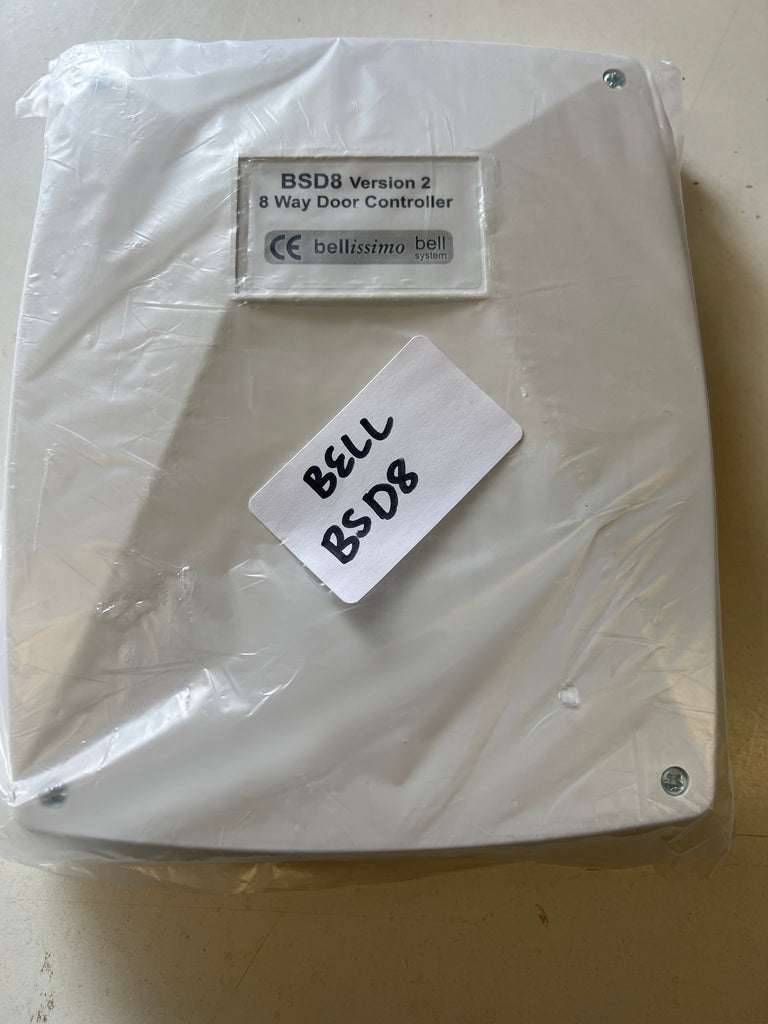 BSD8 Version 2
8 Way Door Controller
CE bellissimo bell
system
BELL
BSD8